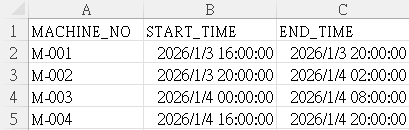 A B C
1 MACHINE_NO START_TIME END_TIME
2 M-001 2026/1/3 16:00:00 2026/1/3 20:00:00
3 M-002 2026/1/3 20:00:00 2026/1/4 02:00:00
4 M-003 2026/1/4 00:00:00 2026/1/4 08:00:00
5 M-004 2026/1/4 16:00:00 2026/1/4 20:00:00